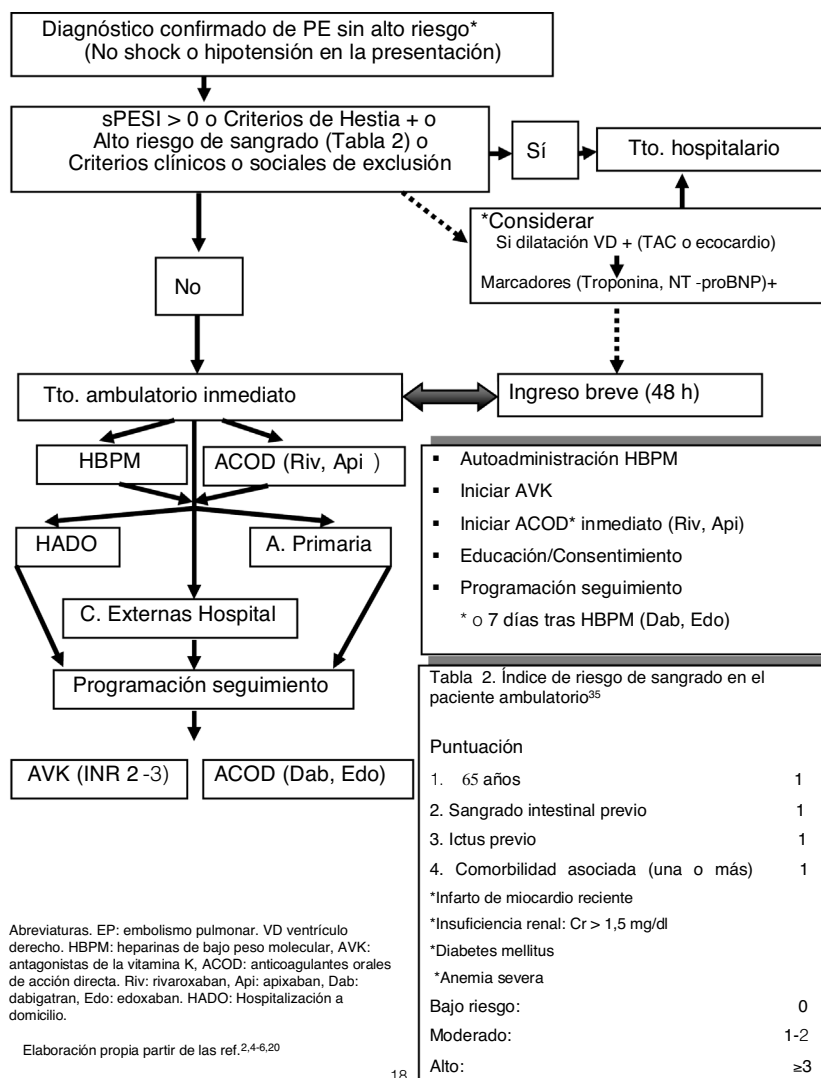 Diagnóstico confirmado de PE sin alto riesgo*
(No shock o hipotensión en la presentación)
sPESI > 0 o Criterios de Hestia + o
Alto riesgo de sangrado (Tabla 2) o
Criterios clínicos o sociales de exclusión
Sí
Tto. hospitalario
*Considerar
Si dilatación VD + (TAC o ecocardio)
Marcadores (Troponina, NT -proBNP)+
No
Tto. ambulatorio inmediato
Ingreso breve (48 h)
HBPM
ACOD (Riv, Api )
HADO
A. Primaria
C. Externas Hospital
Programación seguimiento
AVK (INR 2 -3)
ACOD (Dab, Edo)
▪ Autoadministración HBPM
▪ Iniciar AVK
▪ Iniciar ACOD* inmediato (Riv, Api)
▪ Educación/Consentimiento
▪ Programación seguimiento
* o 7 días tras HBPM (Dab, Edo)
Tabla 2. Índice de riesgo de sangrado en el
paciente ambulatorio35
Puntuación
1. 65 años 1
2. Sangrado intestinal previo 1
3. Ictus previo 1
4. Comorbilidad asociada (una o más) 1
*Infarto de miocardio reciente
*Insuficiencia renal: Cr > 1,5 mg/dl
*Diabetes mellitus
*Anemia severa
Bajo riesgo: 0
Moderado: 1-2
Alto: ≥3
Abreviaturas. EP: embolismo pulmonar. VD ventrículo
derecho. HBPM: heparinas de bajo peso molecular, AVK:
antagonistas de la vitamina K, ACOD: anticoagulantes orales
de acción directa. Riv: rivaroxaban, Api: apixaban, Dab:
dabigatran, Edo: edoxaban. HADO: Hospitalización a
domicilio.
Elaboración propia partir de las ref.2,4-6,20
18